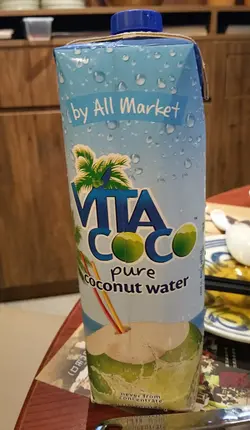 by All Market
VITA
COCO
pure
coconut water
never from
concentrate